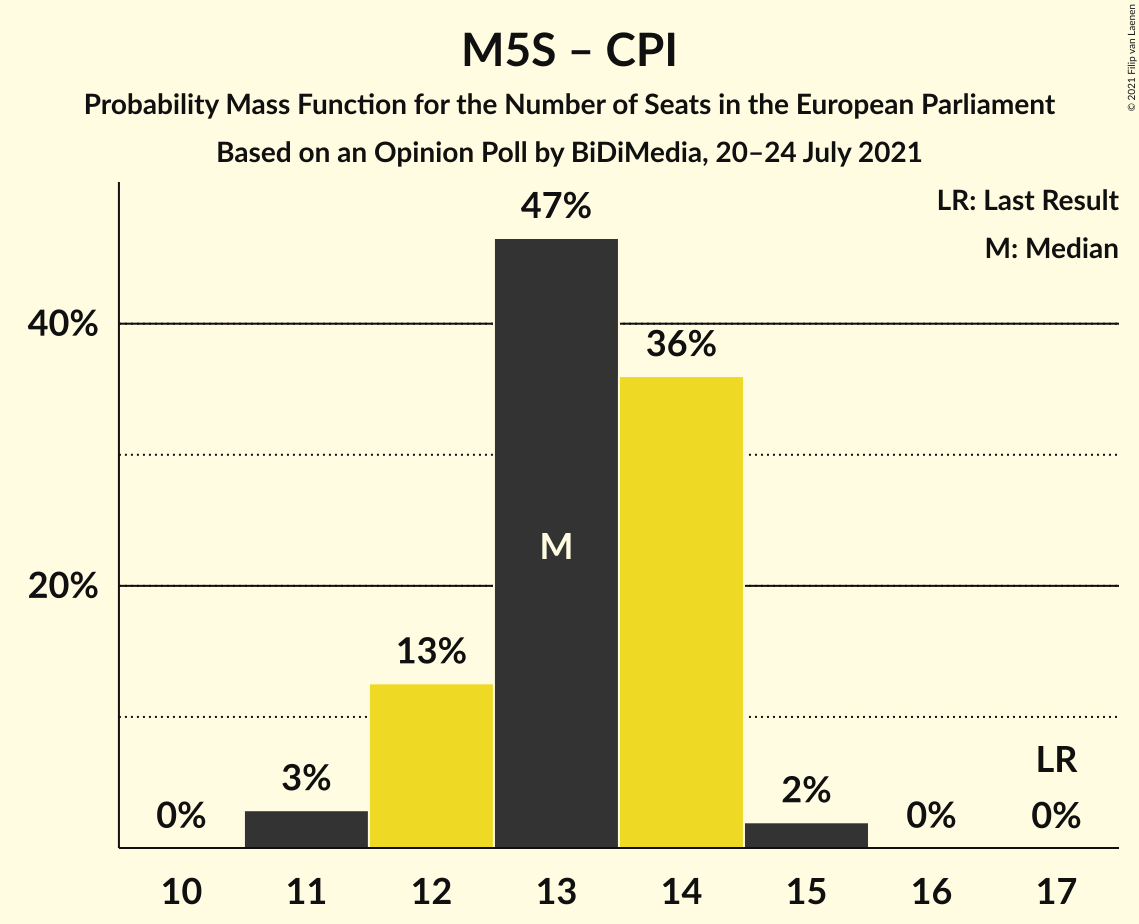 M5S – CPI
Probability Mass Function for the Number of Seats in the European Parliament
Based on an Opinion Poll by BiDiMedia, 20–24 July 2021
© 2021 Filip van Laenen
LR: Last Result
M: Median
47%
40%
36%
M
20%
13%
LR
3%
2%
0%
0%
0%
10 11 12 13 14 15 16 17